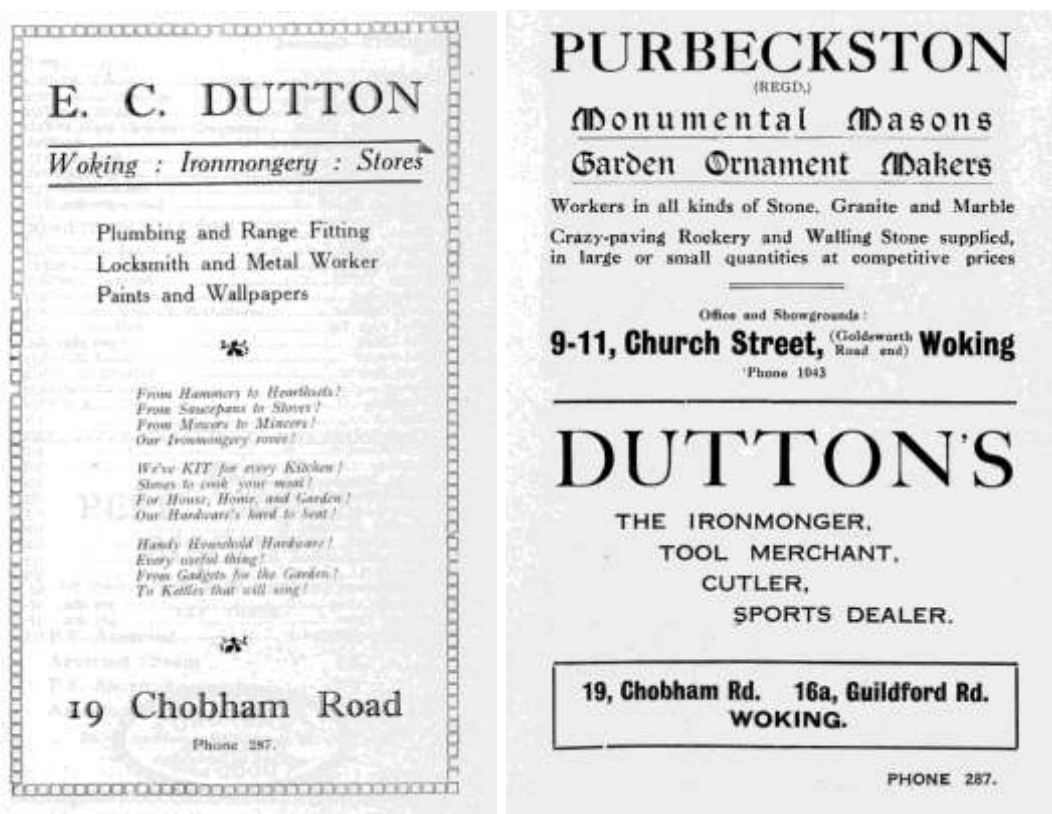 E. C. DUTTON
Woking : Ironmongery : Stores
Plumbing and Range Fitting
Locksmith and Metal Worker
Paints and Wallpapers
From Hammers to Hearthsets!
From Saucepans to Stoves!
From Mowers to Mincers!
Our Ironmongery roves!
We've KIT for every Kitchen!
Stoves to cook your meat!
For House, Home, and Garden!
Our Hardware's hard to beat!
Handy Household Hardware!
Every useful thing!
From Gadgets for the Garden!
To Kettles that will sing!
19 Chobham Road
Phone 287.
PURBECKSTON
(REGD.)
Monumental Masons
Garden Ornament Makers
Workers in all kinds of Stone, Granite and Marble
Crazy-paving Rockery and Walling Stone supplied,
in large or small quantities at competitive prices
Office and Showgrounds:
9-11, Church Street, (Goldsworth Road end) Woking
'Phone 1043
DUTTON'S
THE IRONMONGER,
TOOL MERCHANT,
CUTLER,
SPORTS DEALER.
19, Chobham Rd. 16a, Guildford Rd.
WOKING.
PHONE 287.